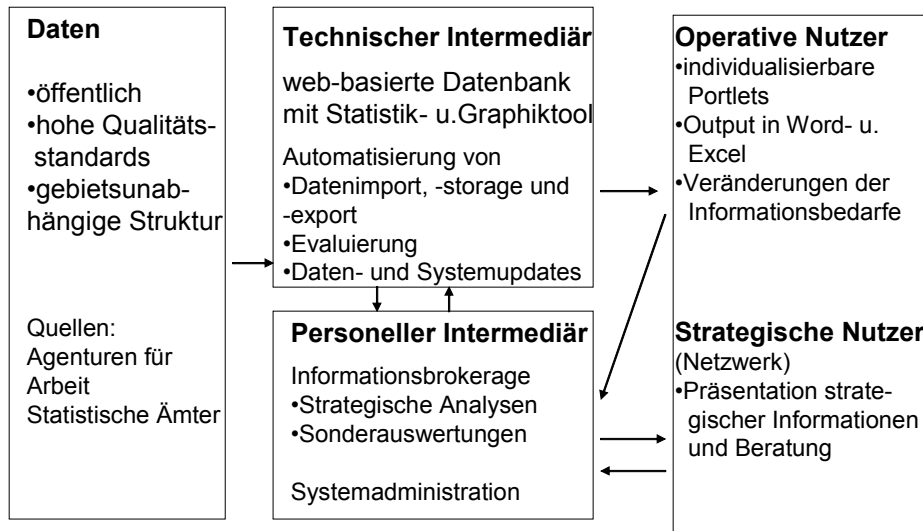 Daten
•öffentlich
•hohe Qualitäts-
standards
•gebietsunab-
hängige Struktur
Quellen:
Agenturen für
Arbeit
Statistische Ämter
Technischer Intermediär
web-basierte Datenbank
mit Statistik- u.Graphiktool
Automatisierung von
•Datenimport, -storage und
-export
•Evaluierung
•Daten- und Systemupdates
Personeller Intermediär
Informationsbrokerage
•Strategische Analysen
•Sonderauswertungen
Systemadministration
Operative Nutzer
•individualisierbare
Portlets
•Output in Word- u.
Excel
•Veränderungen der
Informationsbedarfe
Strategische Nutzer
(Netzwerk)
•Präsentation strate-
gischer Informationen
und Beratung